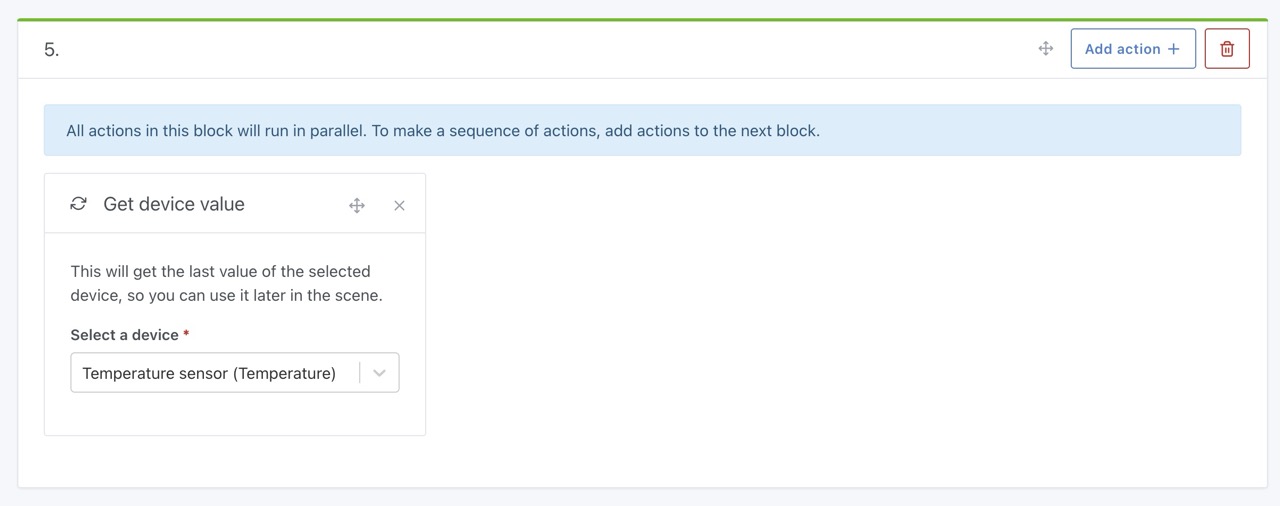 5.
Add action +
All actions in this block will run in parallel. To make a sequence of actions, add actions to the next block.
Get device value
This will get the last value of the selected
device, so you can use it later in the scene.
Select a device *
Temperature sensor (Temperature)